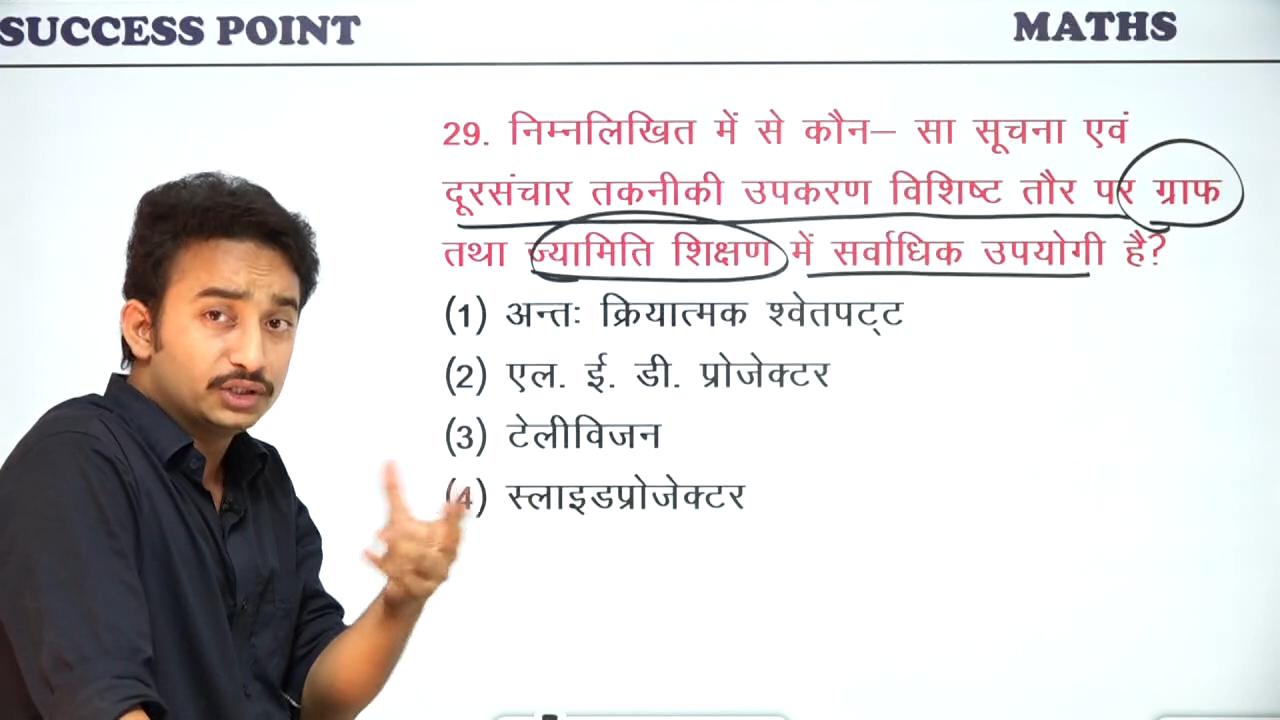 SUCCESS POINT MATHS
29. निम्नलिखित में से कौन– सा सूचना एवं
दूरसंचार तकनीकी उपकरण विशिष्ट तौर पर ग्राफ
तथा ज्यामिति शिक्षण में सर्वाधिक उपयोगी है?
(1) अन्तः क्रियात्मक श्वेतपट्ट
(2) एल. ई. डी. प्रोजेक्टर
(3) टेलीविजन
(4) स्लाइडप्रोजेक्टर